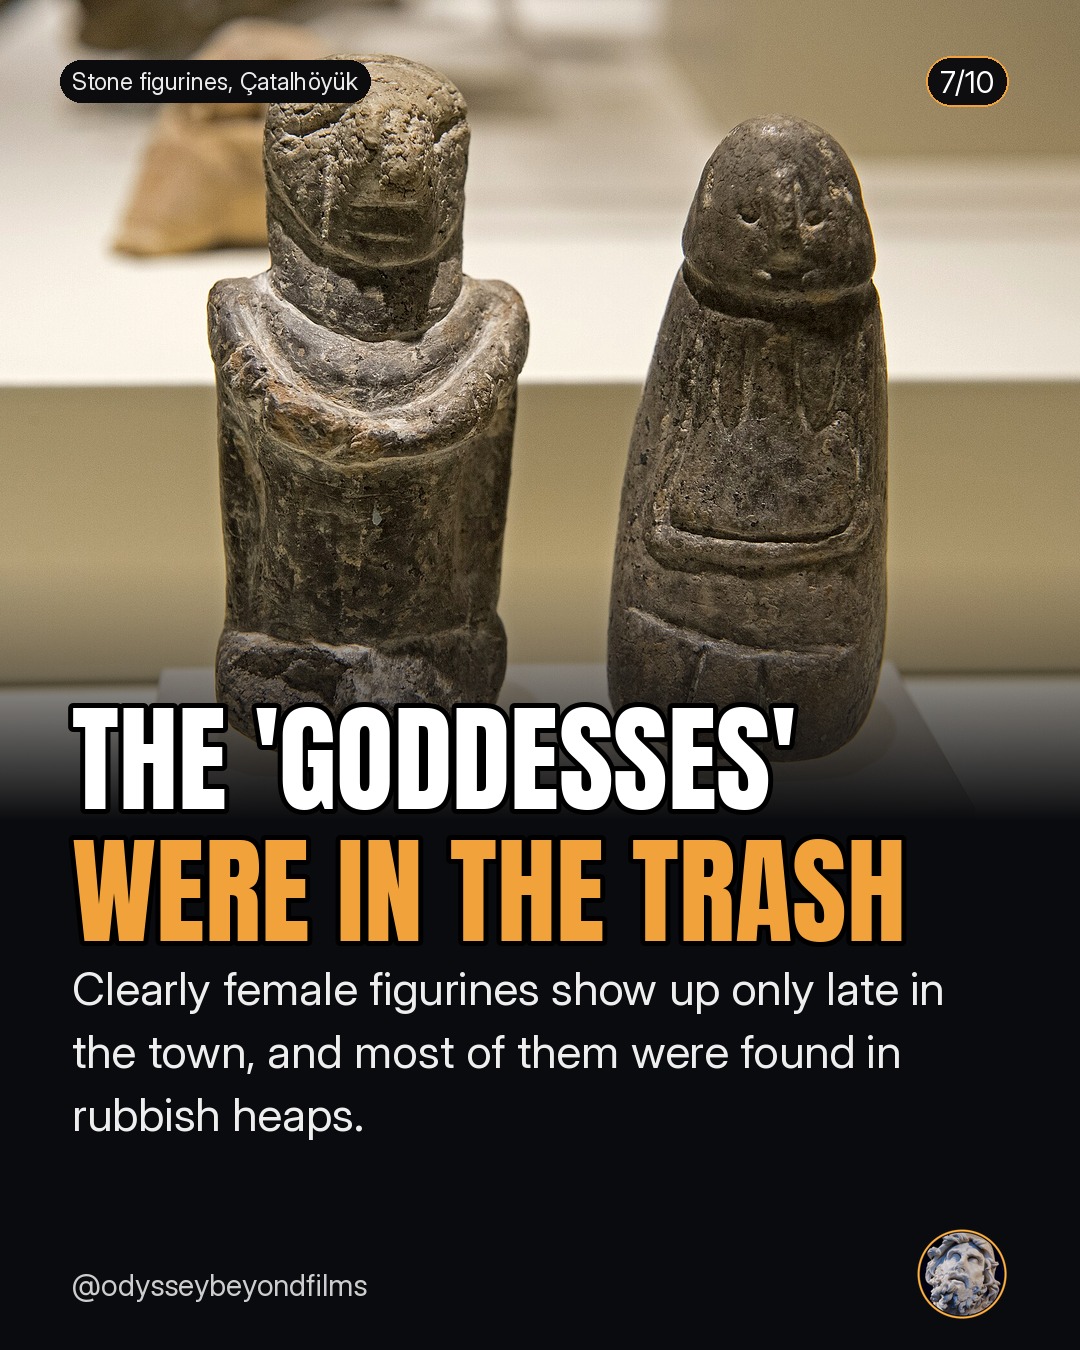 Stone figurines, Çatalhöyük
7/10
THE 'GODDESSES'
WERE IN THE TRASH
Clearly female figurines show up only late in
the town, and most of them were found in
rubbish heaps.
@odysseybeyondfilms